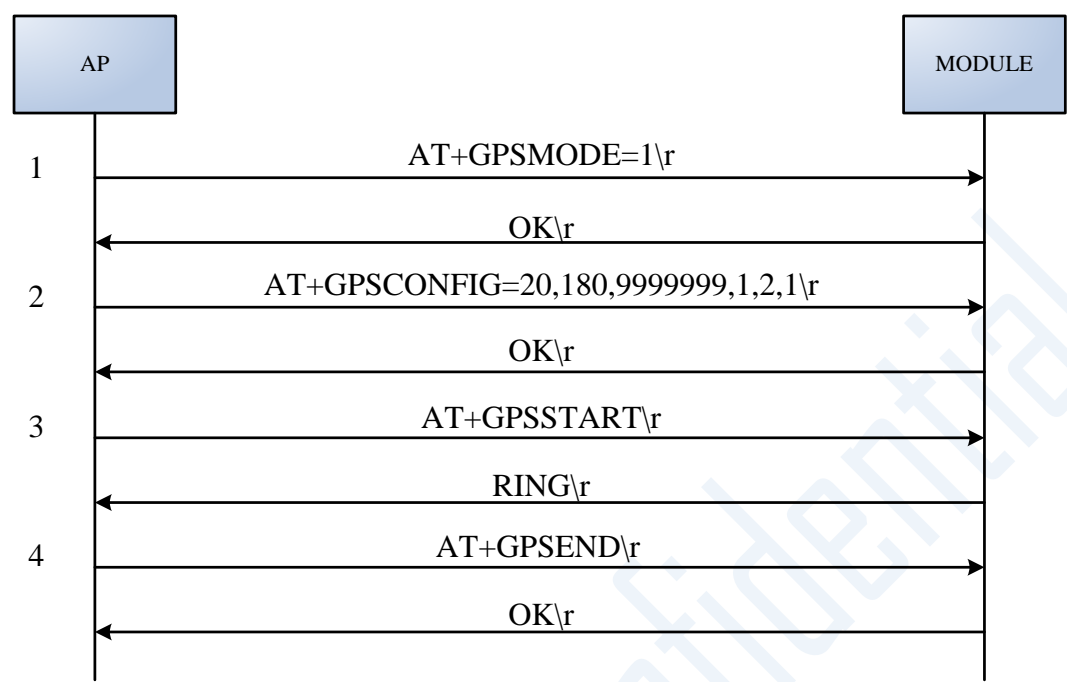 AP
MODULE
1
AT+GPSMODE=1\r
OK\r
2
AT+GPSCONFIG=20,180,9999999,1,2,1\r
OK\r
3
AT+GPSSTART\r
RING\r
4
AT+GPSEND\r
OK\r